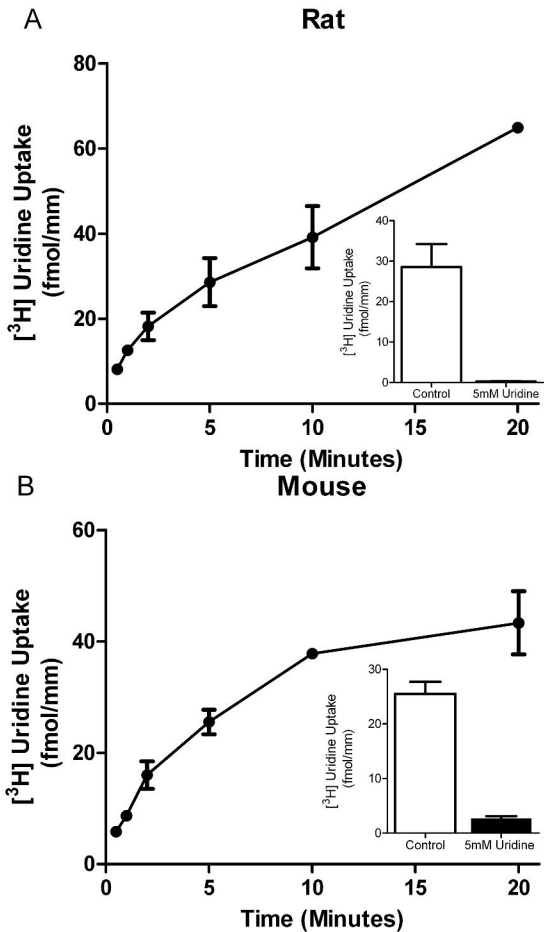 A
Rat
[³H] Uridine Uptake
(fmol/mm)
80
60
40
20
0
0
5
10
15
20
Time (Minutes)
[³H] Uridine Uptake
(fmol/mm)
40
30
20
10
0
Control
5mM Uridine
B
Mouse
[³H] Uridine Uptake
(fmol/mm)
60
40
20
0
0
5
10
15
20
Time (Minutes)
[³H] Uridine Uptake
(fmol/mm)
30
20
10
0
Control
5mM Uridine